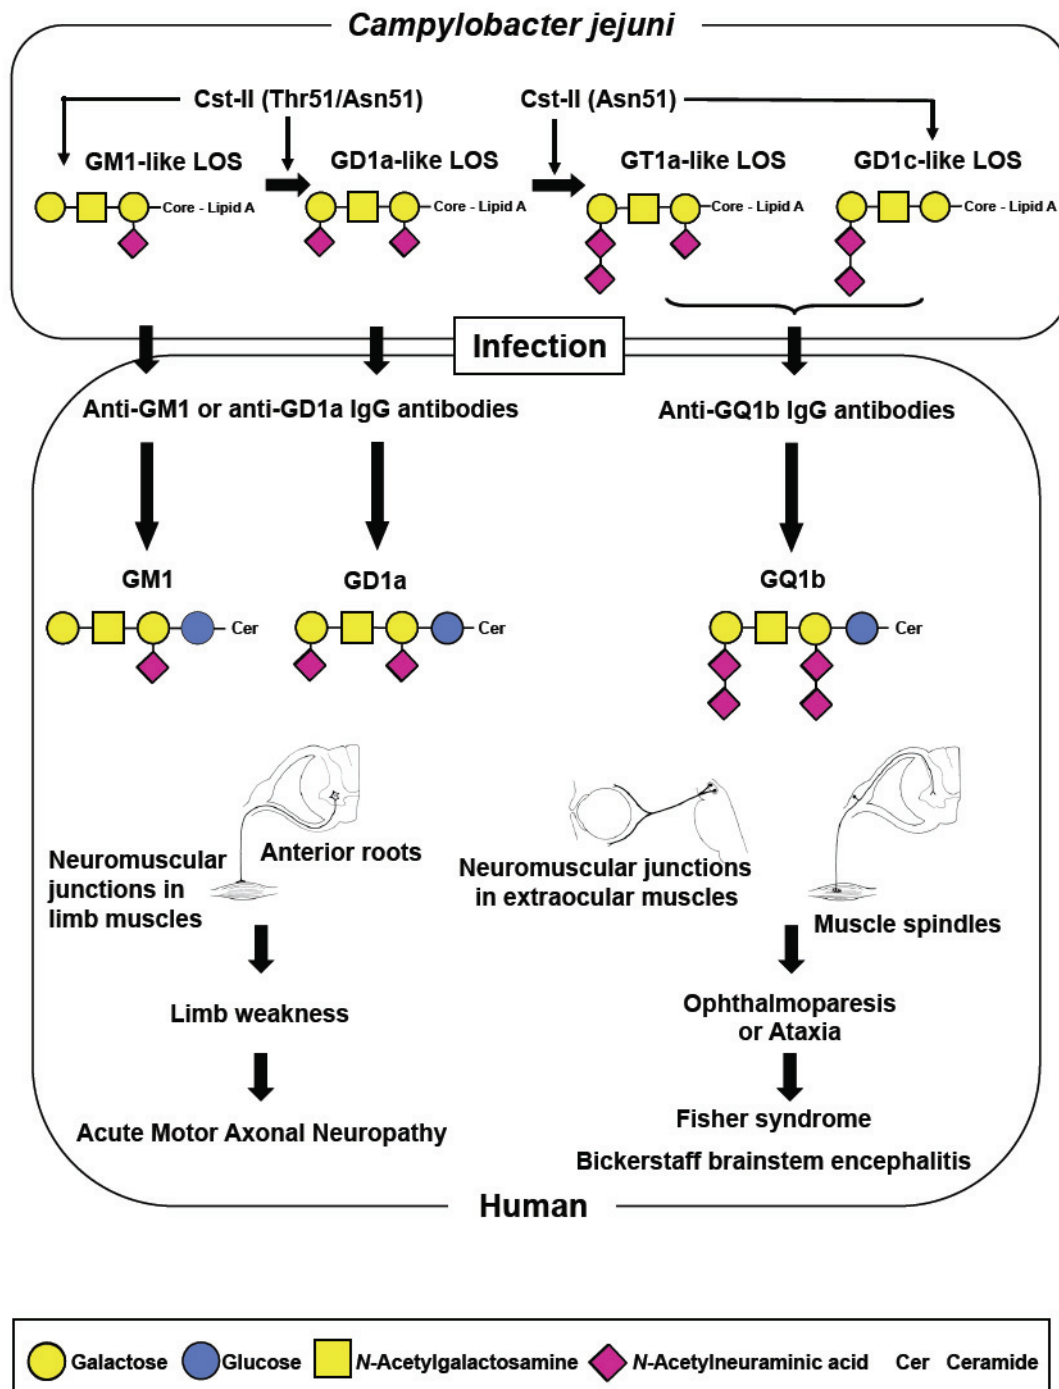 Campylobacter jejuni
Cst-II (Thr51/Asn51)
Cst-II (Asn51)
GM1-like LOS
GD1a-like LOS
GT1a-like LOS
GD1c-like LOS
Core - Lipid A
Core - Lipid A
Core - Lipid A
Core - Lipid A
Infection
Anti-GM1 or anti-GD1a IgG antibodies
Anti-GQ1b IgG antibodies
GM1
GD1a
GQ1b
Cer
Cer
Cer
Neuromuscular
junctions in
limb muscles
Anterior roots
Neuromuscular junctions
in extraocular muscles
Muscle spindles
Limb weakness
Ophthalmoparesis
or Ataxia
Acute Motor Axonal Neuropathy
Fisher syndrome
Bickerstaff brainstem encephalitis
Human
Galactose
Glucose
N-Acetylgalactosamine
N-Acetylneuraminic acid
Cer Ceramide